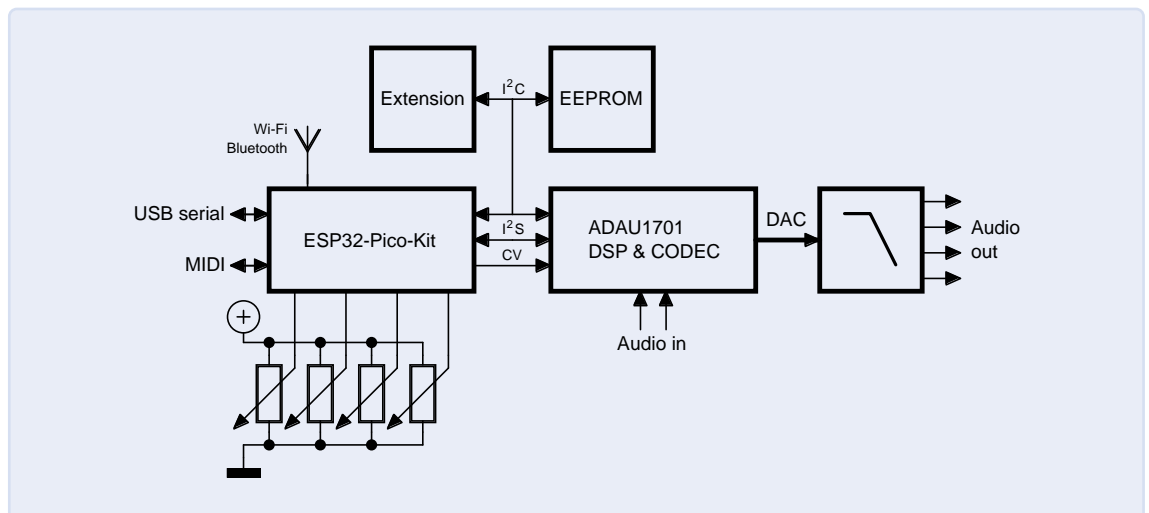 I²C
Extension
EEPROM
Wi-Fi
Bluetooth
USB serial
MIDI
ESP32-Pico-Kit
I²S
CV
ADAU1701
DSP & CODEC
DAC
Audio
out
Audio in
+